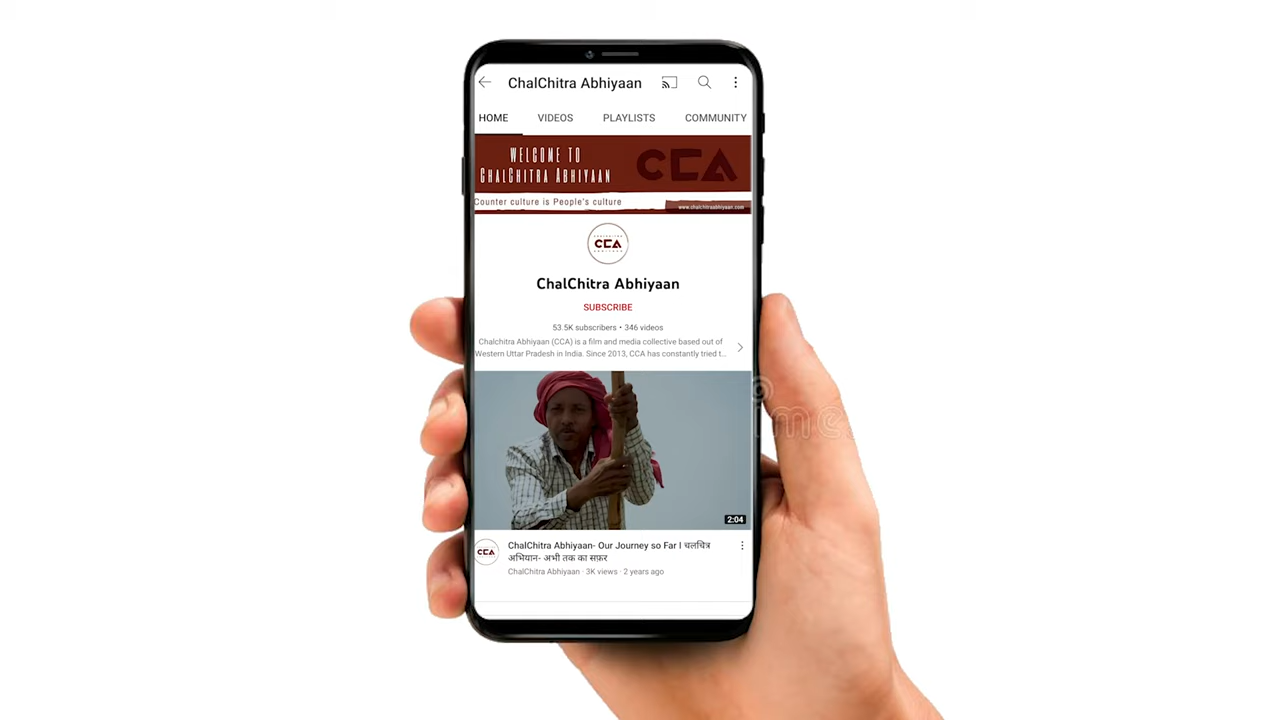 ChalChitra Abhiyaan
HOME VIDEOS PLAYLISTS COMMUNITY
WELCOME TO
CHALCHITRA ABHIYAAN
CCA
Counter culture is People's culture
www.chalchitraabhiyaan.com
CCA
ChalChitra Abhiyaan
SUBSCRIBE
53.5K subscribers • 346 videos
Chalchitra Abhiyaan (CCA) is a film and media collective based out of
Western Uttar Pradesh in India. Since 2013, CCA has constantly tried t...
2:04
CCA
ChalChitra Abhiyaan- Our Journey so Far l चलचित्र
अभियान- अभी तक का सफ़र
ChalChitra Abhiyaan · 3K views · 2 years ago